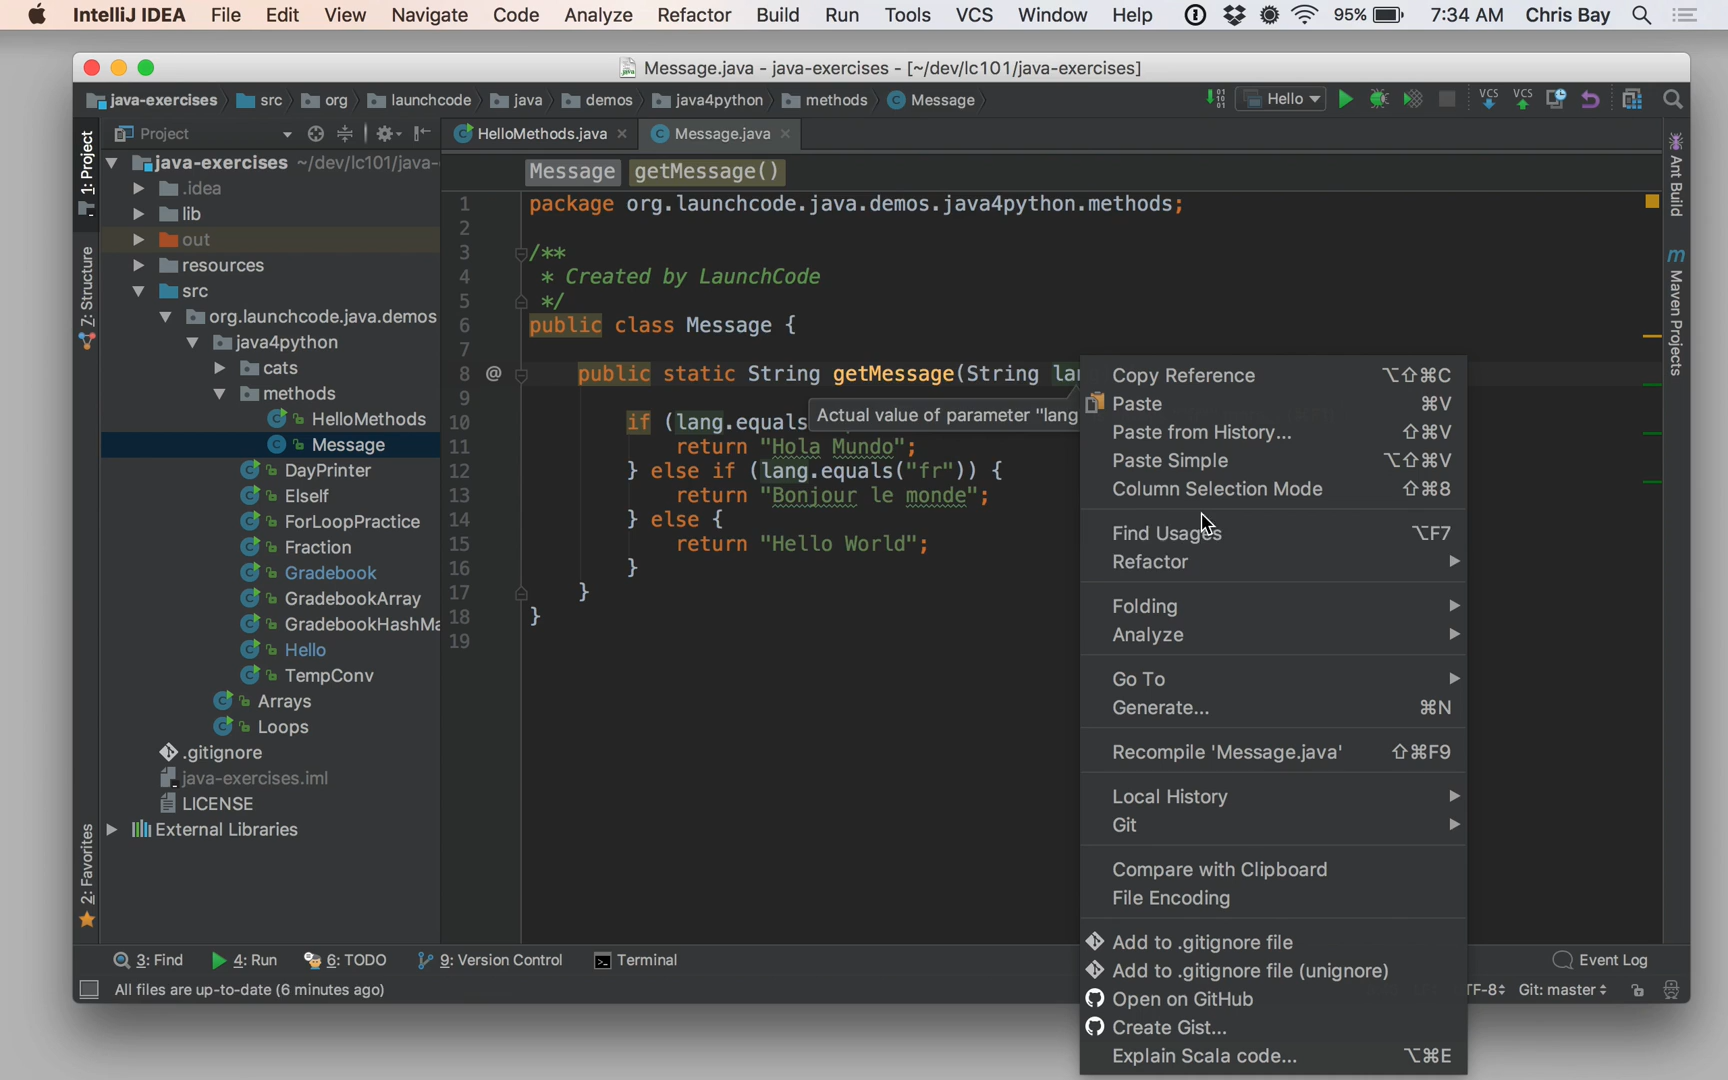 IntelliJ IDEA File Edit View Navigate Code Analyze Refactor Build Run Tools VCS Window Help 95% 7:34 AM Chris Bay
Message.java - java-exercises - [~/dev/lc101/java-exercises]
java-exercises src org launchcode java demos java4python methods Message Hello VCS VCS
Project HelloMethods.java Message.java
1: Project
Z: Structure
2: Favorites
java-exercises ~/dev/lc101/java-
.idea
lib
out
resources
src
org.launchcode.java.demos
java4python
cats
methods
HelloMethods
Message
DayPrinter
ElseIf
ForLoopPractice
Fraction
Gradebook
GradebookArray
GradebookHashMa
Hello
TempConv
Arrays
Loops
.gitignore
java-exercises.iml
LICENSE
External Libraries
Message getMessage()
1 package org.launchcode.java.demos.java4python.methods;
2
3 /**
4 * Created by LaunchCode
5 */
6 public class Message {
7
8 @ public static String getMessage(String lan
9
Actual value of parameter "lang
10 if (lang.equals
11 return "Hola Mundo";
12 } else if (lang.equals("fr")) {
13 return "Bonjour le monde";
14 } else {
15 return "Hello World";
16 }
17 }
18 }
19
Copy Reference ⌥⇧⌘C
Paste ⌘V
Paste from History... ⇧⌘V
Paste Simple ⌥⇧⌘V
Column Selection Mode ⇧⌘8
Find Usages ⌥F7
Refactor
Folding
Analyze
Go To
Generate... ⌘N
Recompile 'Message.java' ⇧⌘F9
Local History
Git
Compare with Clipboard
File Encoding
Add to .gitignore file
Add to .gitignore file (unignore)
Open on GitHub
Create Gist...
Explain Scala code... ⌥⌘E
Ant Build
Maven Projects
3: Find 4: Run 6: TODO 9: Version Control Terminal Event Log
All files are up-to-date (6 minutes ago) TF-8 Git: master